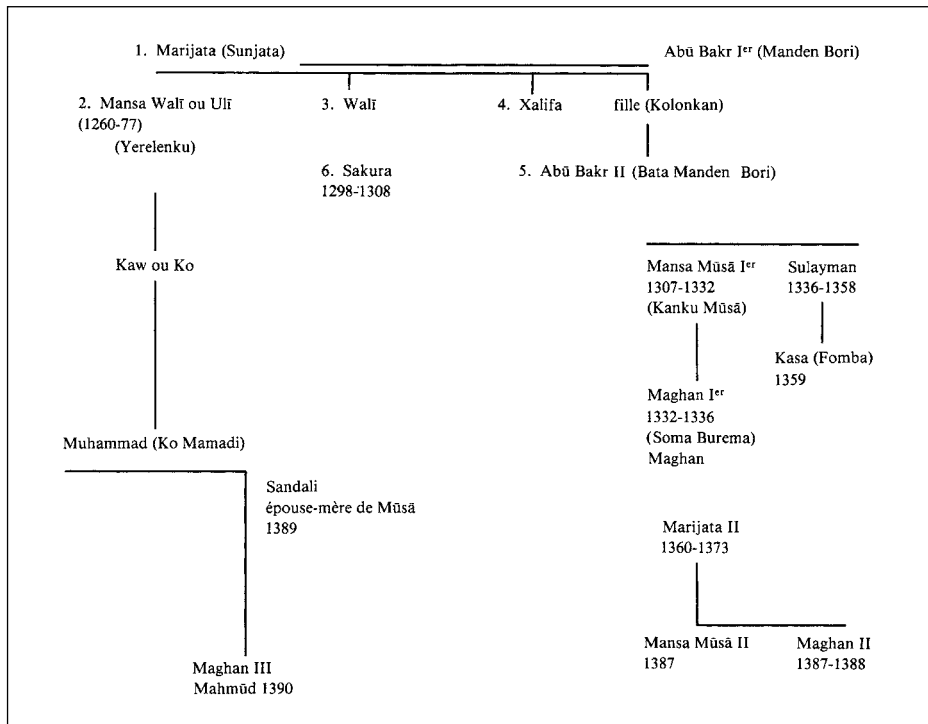 1. Marijata (Sunjata)
Abū Bakr Iᵉʳ (Manden Bori)
2. Mansa Walī ou Ulī
(1260-77)
(Yerelenku)
3. Walī
4. Xalifa
fille (Kolonkan)
6. Sakura
1298-1308
5. Abū Bakr II (Bata Manden Bori)
Kaw ou Ko
Mansa Mūsā Iᵉʳ
1307-1332
(Kanku Mūsā)
Sulayman
1336-1358
Kasa (Fomba)
1359
Maghan Iᵉʳ
1332-1336
(Soma Burema)
Maghan
Muhammad (Ko Mamadi)
Sandali
épouse-mère de Mūsā
1389
Marijata II
1360-1373
Mansa Mūsā II
1387
Maghan II
1387-1388
Maghan III
Mahmūd 1390